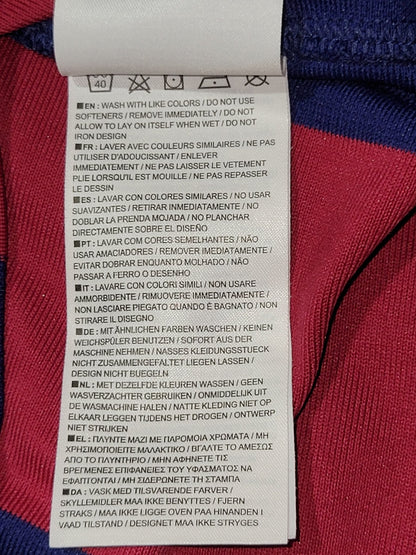 40
EN: WASH WITH LIKE COLORS / DO NOT USE
SOFTENERS / REMOVE IMMEDIATELY / DO NOT
ALLOW TO LAY ON ITSELF WHEN WET / DO NOT
IRON DESIGN
FR: LAVER AVEC COULEURS SIMILAIRES / NE PAS
UTILISER D'ADOUCISSANT / ENLEVER
IMMÉDIATEMENT / NE PAS LAISSER LE VETEMENT
PLIE LORSQU'IL EST MOUILLE / NE PAS REPASSER
LE DESSIN
ES: LAVAR CON COLORES SIMILARES / NO USAR
SUAVIZANTES / RETIRAR INMEDIATAMENTE / NO
DOBLAR LA PRENDA MOJADA / NO PLANCHAR
DIRECTAMENTE SOBRE EL DISEÑO
PT: LAVAR COM CORES SEMELHANTES / NÃO
USAR AMACIADORES / REMOVER IMEDIATAMENTE /
EVITAR DOBRAR ENQUANTO MOLHADO / NÃO
PASSAR A FERRO O DESENHO
IT: LAVARE CON COLORI SIMILI / NON USARE
AMMORBIDENTE / RIMUOVERE IMMEDIATAMENTE /
NON LASCIARE PIEGATO QUANDO È BAGNATO / NON
STIRARE IL DISEGNO
DE: MIT ÄHNLICHEN FARBEN WASCHEN / KEINEN
WEICHSPÜLER BENUTZEN / SOFORT AUS DER
MASCHINE NEHMEN / NASSES KLEIDUNGSSTUECK
NICHT ZUSAMMENGEFALTET LIEGEN LASSEN /
DESIGN NICHT BUEGELN
NL: MET DEZELFDE KLEUREN WASSEN / GEEN
WASVERZACHTER GEBRUIKEN / ONMIDDELLIJK UIT
DE WASMACHINE HALEN / NATTE KLEDING NIET OP
ELKAAR LEGGEN TIJDENS HET DROGEN / ONTWERP
NIET STRIJKEN
EL: ΠΛΥΝΤΕ ΜΑΖΙ ΜΕ ΠΑΡΟΜΟΙΑ ΧΡΩΜΑΤΑ / ΜΗ
ΧΡΗΣΙΜΟΠΟΙΕΙΤΕ ΜΑΛΑΚΤΙΚΟ / ΒΓΑΛΤΕ ΤΟ ΑΜΕΣΩΣ
ΑΠΟ ΤΟ ΠΛΥΝΤΗΡΙΟ / ΜΗΝ ΑΦΗΝΕΤΕ ΤΙΣ
ΒΡΕΓΜΕΝΕΣ ΕΠΙΦΑΝΕΙΕΣ ΤΟΥ ΥΦΑΣΜΑΤΟΣ ΝΑ
ΕΦΑΠΤΟΝΤΑΙ / ΜΗ ΣΙΔΕΡΩΝΕΤΕ ΤΗ ΣΤΑΜΠΑ
DA: VASK MED TILSVARENDE FARVER /
SKYLLEMIDLER MAA IKKE BENYTTES / FJERN
STRAKS / MAA IKKE LIGGE OVEN PAA HINANDEN I
VAAD TILSTAND / DESIGNET MAA IKKE STRYGES